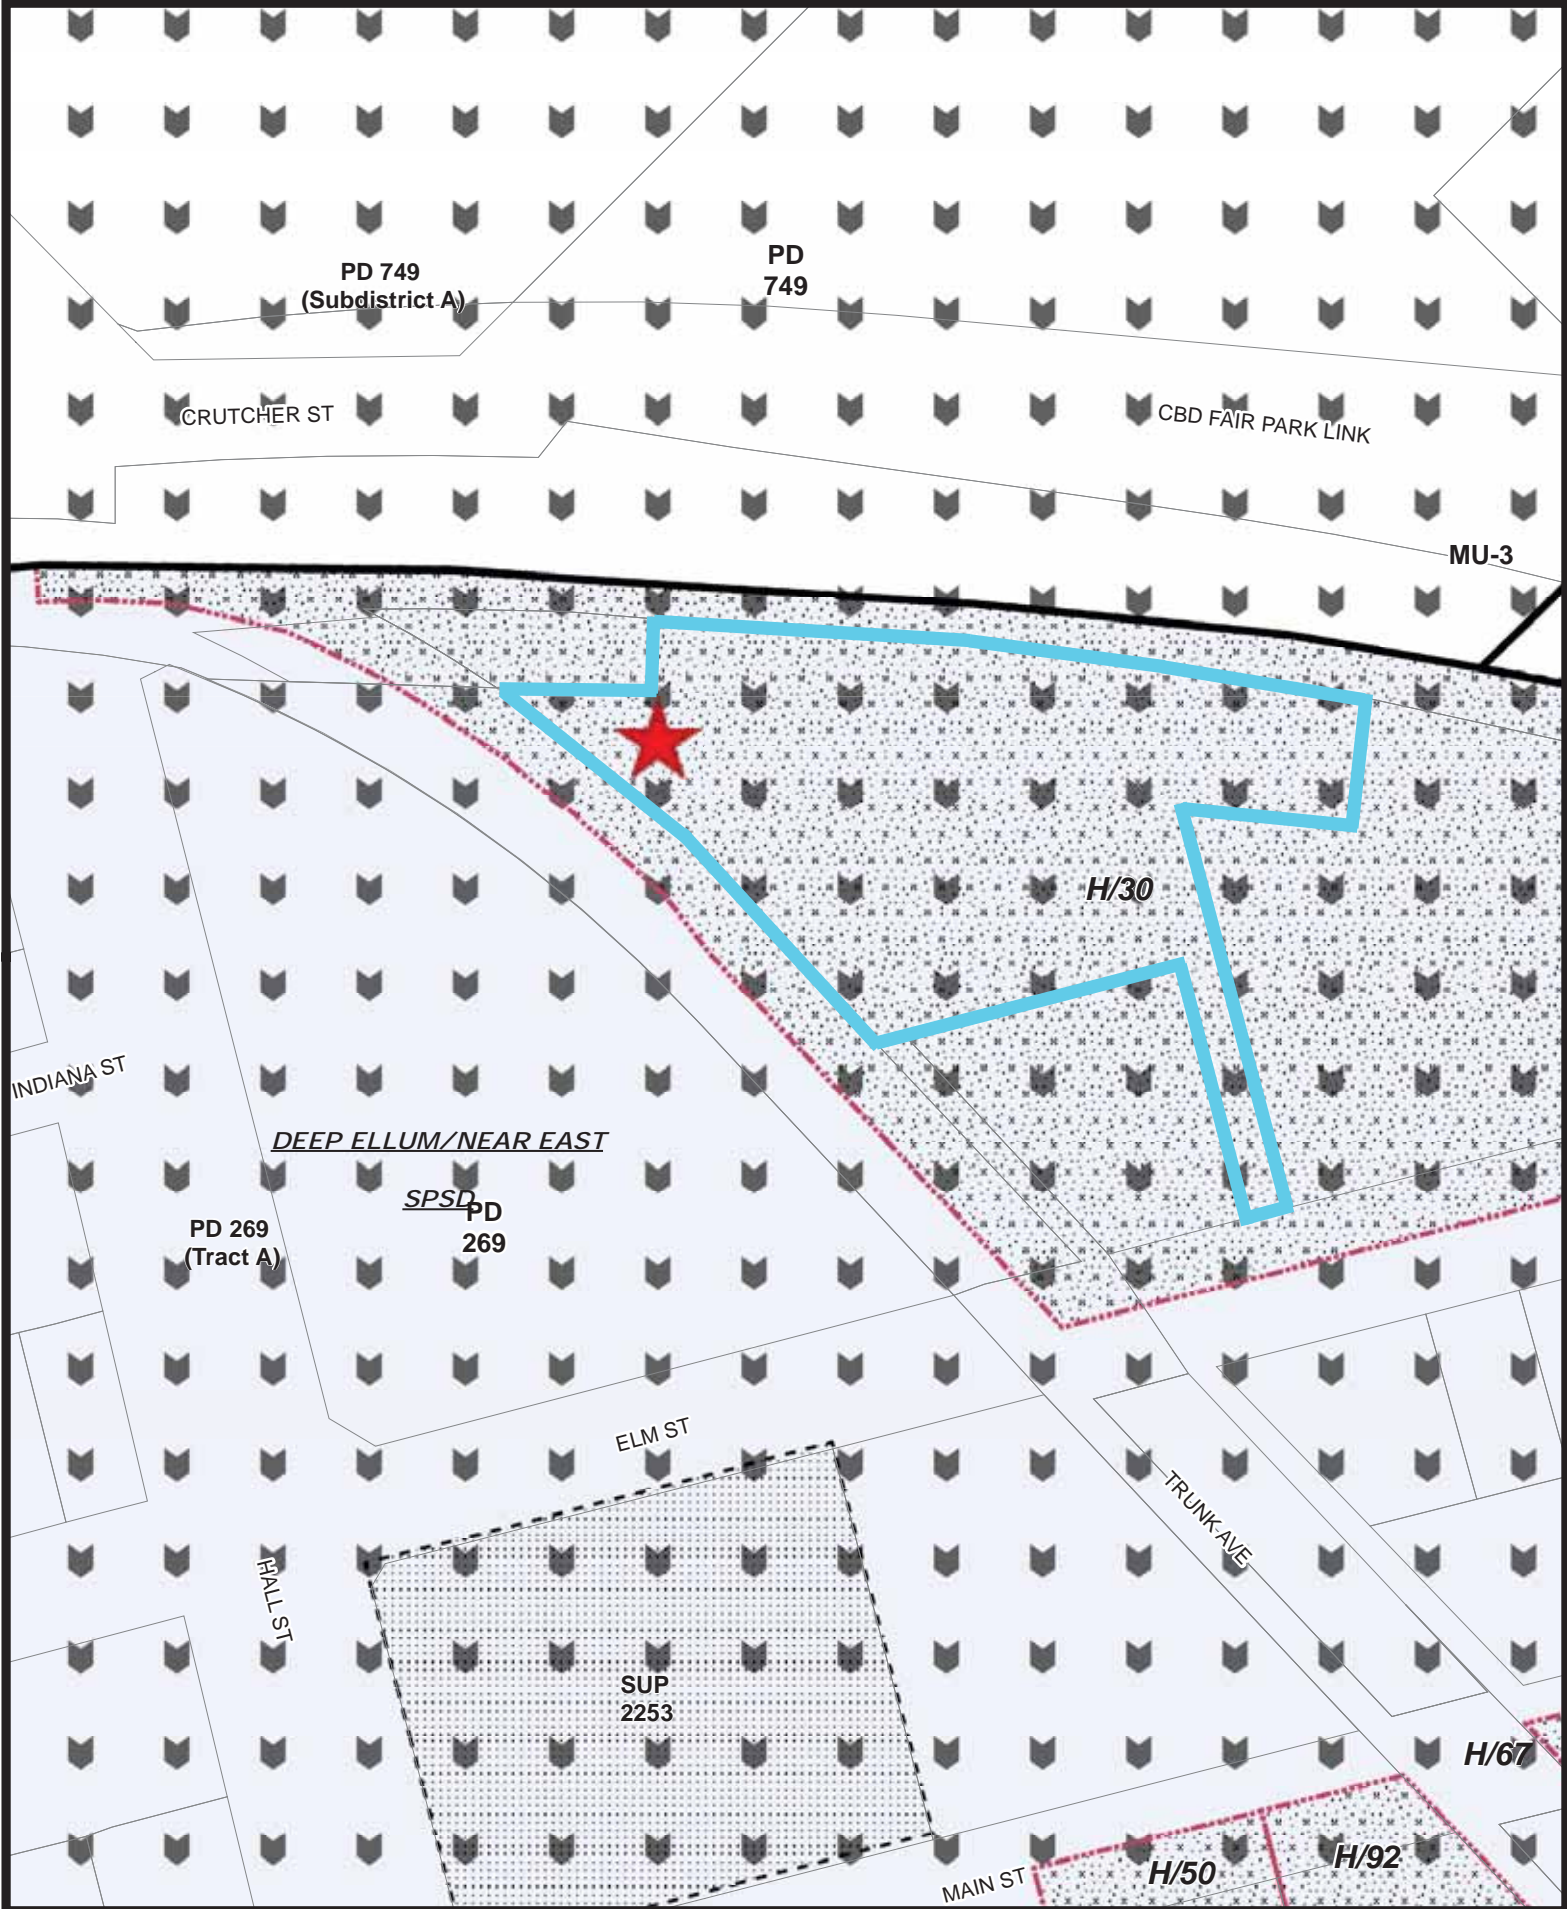 PD
749
PD 749
(Subdistrict A)
CRUTCHER ST
CBD FAIR PARK LINK
MU-3
H/30
INDIANA ST
DEEP ELLUM/NEAR EAST
SPSD
PD
269
PD 269
(Tract A)
ELM ST
TRUNK AVE
HALL ST
SUP
2253
H/67
MAIN ST
H/50
H/92